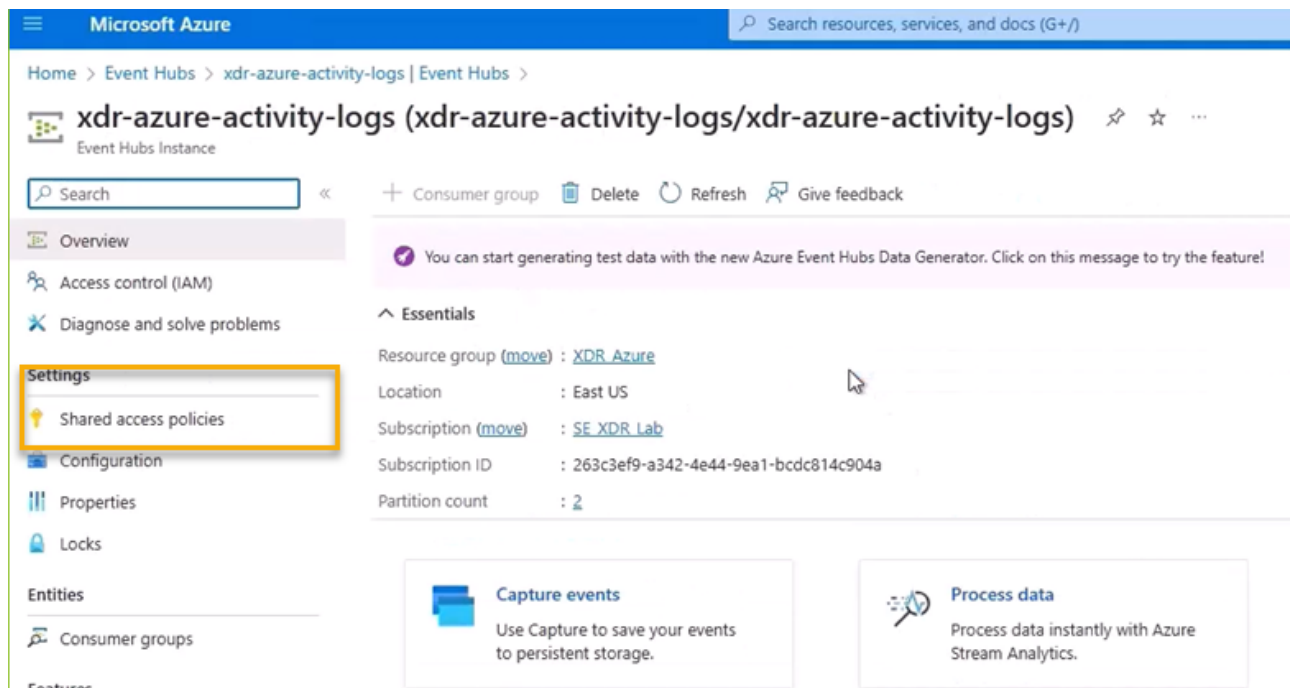 Microsoft Azure
Search resources, services, and docs (G+/)
Home > Event Hubs > xdr-azure-activity-logs | Event Hubs >
xdr-azure-activity-logs (xdr-azure-activity-logs/xdr-azure-activity-logs)
Event Hubs Instance
Search
Consumer group Delete Refresh Give feedback
Overview
Access control (IAM)
Diagnose and solve problems
Settings
Shared access policies
Configuration
Properties
Locks
Entities
Consumer groups
Features
You can start generating test data with the new Azure Event Hubs Data Generator. Click on this message to try the feature!
Essentials
Resource group (move) : XDR_Azure
Location : East US
Subscription (move) : SE_XDR_Lab
Subscription ID : 263c3ef9-a342-4e44-9ea1-bcdc814c904a
Partition count : 2
Capture events
Use Capture to save your events
to persistent storage.
Process data
Process data instantly with Azure
Stream Analytics.